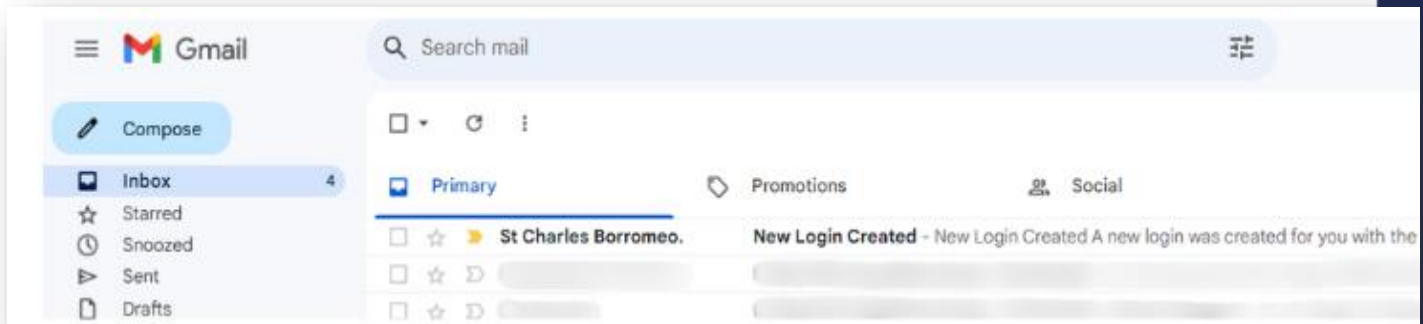 Gmail
Search mail
Compose
Inbox 4
Primary
Promotions
Social
Starred
Snoozed
Sent
Drafts
St Charles Borromeo. New Login Created - New Login Created A new login was created for you with the